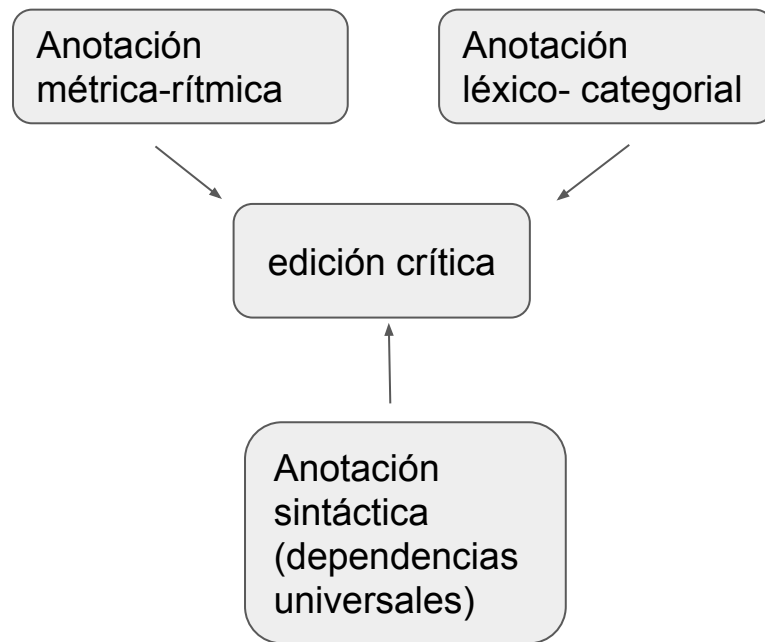 Anotación
métrica-rítmica
Anotación
léxico- categorial
edición crítica
Anotación
sintáctica
(dependencias
universales)